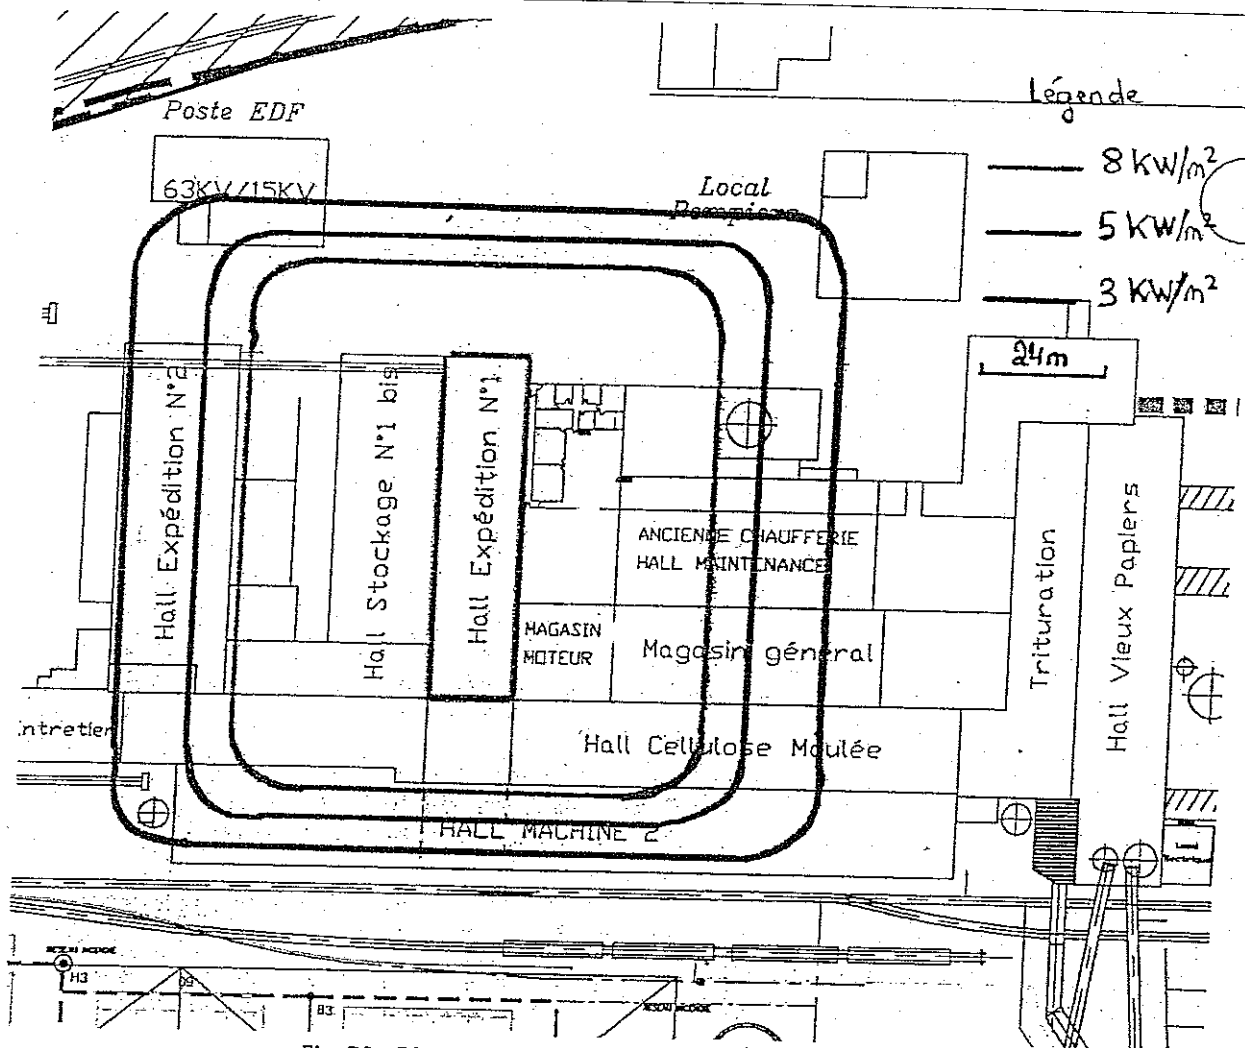 Légende
Poste EDF
8 KW/m²
63KV/15KV
Local
Pompiers
5 KW/m²
3 KW/m²
24m
Hall Expédition N°2
Hall Stockage N°1 bis
Hall Expédition N°1
ANCIENNE CHAUFFERIE
HALL MAINTENANCE
Trituration
Hall Vieux Papiers
MAGASIN
MOTEUR
Magasin général
ntretien
Hall Cellulose Moulée
HALL MACHINE 2
H3
B3